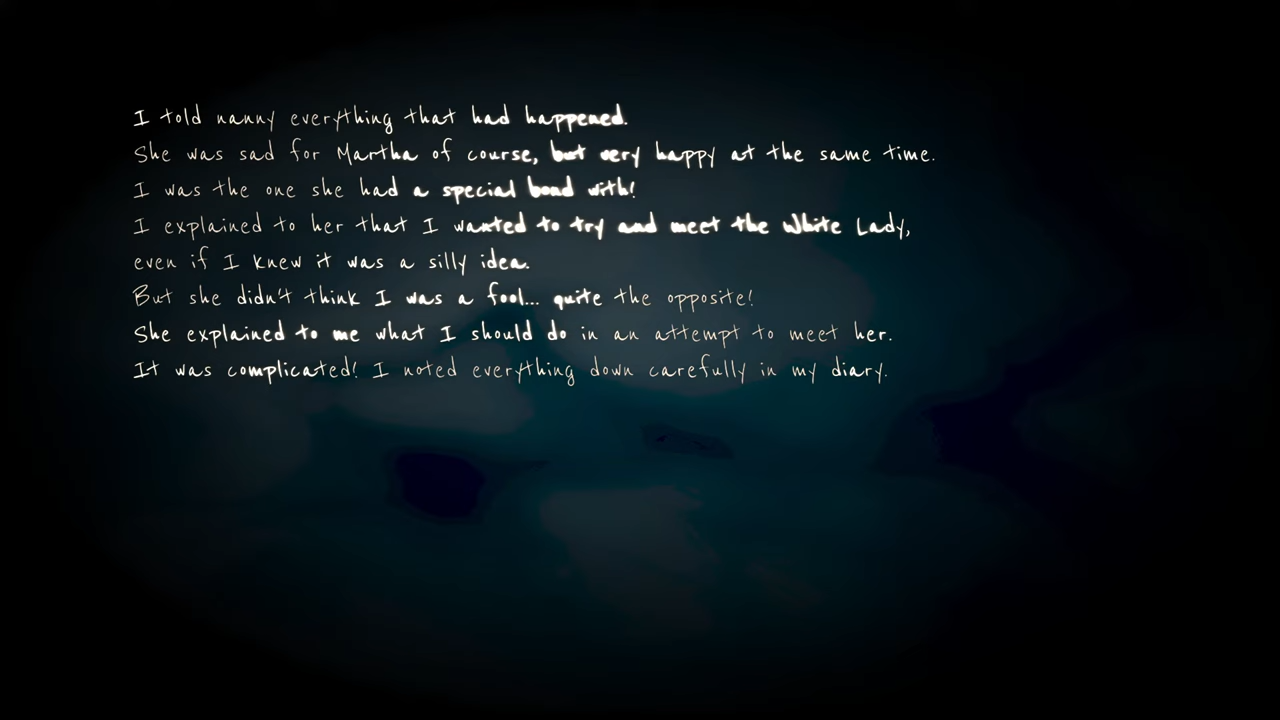 I told nanny everything that had happened.
She was sad for Martha of course, but very happy at the same time.
I was the one she had a special bond with!
I explained to her that I wanted to try and meet the White Lady,
even if I knew it was a silly idea.
But she didn't think I was a fool... quite the opposite!
She explained to me what I should do in an attempt to meet her.
It was complicated! I noted everything down carefully in my diary.